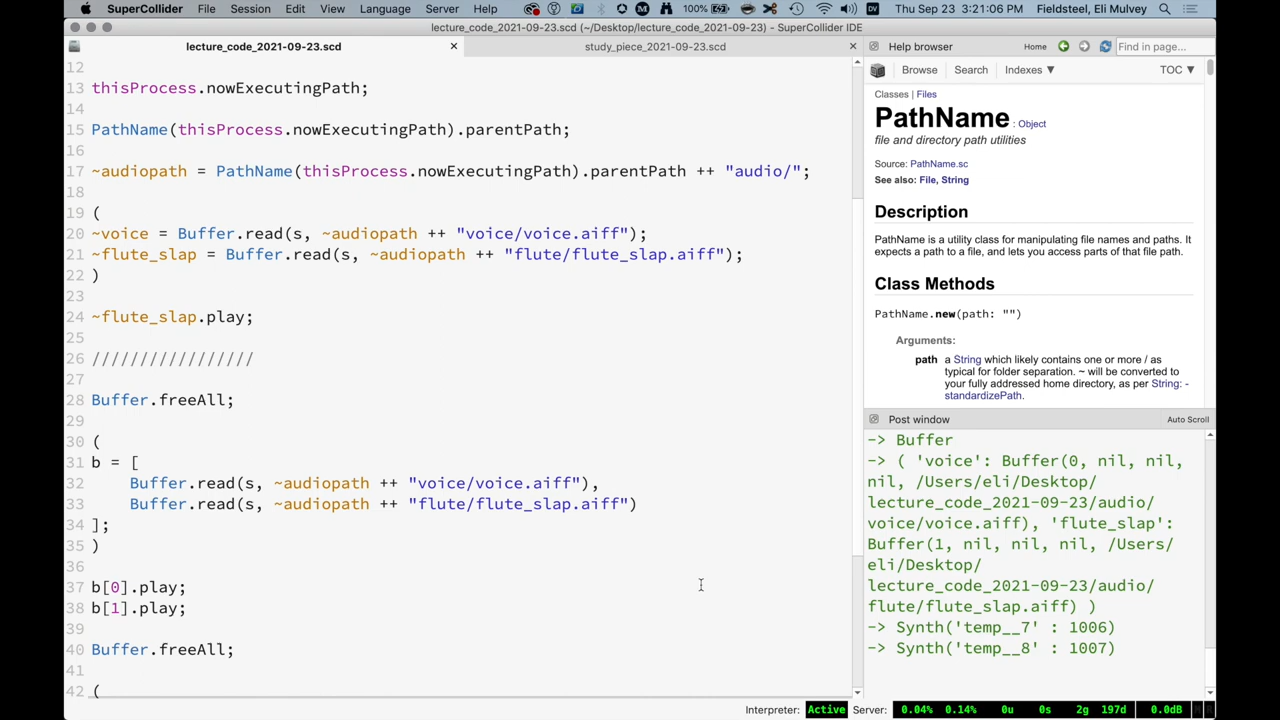 SuperCollider File Session Edit View Language Server Help 100% DV Thu Sep 23 3:21:06 PM Fieldsteel, Eli Mulvey
lecture_code_2021-09-23.scd (~/Desktop/lecture_code_2021-09-23) - SuperCollider IDE
lecture_code_2021-09-23.scd
study_piece_2021-09-23.scd
12
13 thisProcess.nowExecutingPath;
14
15 PathName(thisProcess.nowExecutingPath).parentPath;
16
17 ~audiopath = PathName(thisProcess.nowExecutingPath).parentPath ++ "audio/";
18
19 (
20 ~voice = Buffer.read(s, ~audiopath ++ "voice/voice.aiff");
21 ~flute_slap = Buffer.read(s, ~audiopath ++ "flute/flute_slap.aiff");
22 )
23
24 ~flute_slap.play;
25
26 /////////////////
27
28 Buffer.freeAll;
29
30 (
31 b = [
32 Buffer.read(s, ~audiopath ++ "voice/voice.aiff"),
33 Buffer.read(s, ~audiopath ++ "flute/flute_slap.aiff")
34 ];
35 )
36
37 b[0].play;
38 b[1].play;
39
40 Buffer.freeAll;
41
42 (
Help browser Home Find in page...
Browse Search Indexes ▼ TOC ▼
Classes | Files
PathName : Object
file and directory path utilities
Source: PathName.sc
See also: File, String
Description
PathName is a utility class for manipulating file names and paths. It
expects a path to a file, and lets you access parts of that file path.
Class Methods
PathName.new(path: "")
Arguments:
path a String which likely contains one or more / as
typical for folder separation. ~ will be converted to
your fully addressed home directory, as per String: -
standardizePath.
Post window Auto Scroll
-> Buffer
-> ( 'voice': Buffer(0, nil, nil,
nil, /Users/eli/Desktop/
lecture_code_2021-09-23/audio/
voice/voice.aiff), 'flute_slap':
Buffer(1, nil, nil, nil, /Users/
eli/Desktop/
lecture_code_2021-09-23/audio/
flute/flute_slap.aiff) )
-> Synth('temp__7' : 1006)
-> Synth('temp__8' : 1007)
Interpreter: Active Server: 0.04% 0.14% 0u 0s 2g 197d 0.0dB M R